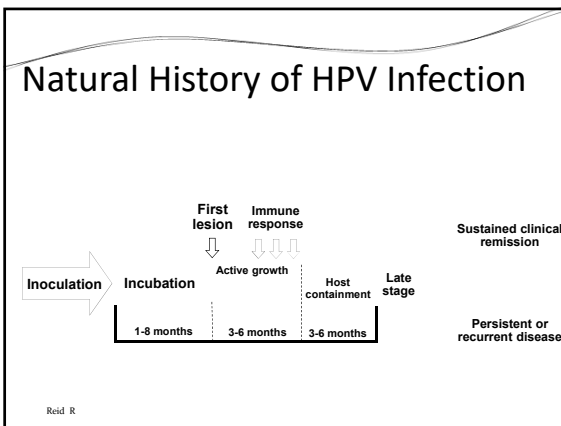 Natural History of HPV Infection
First
lesion
Immune
response
Sustained clinical
remission
Inoculation
Incubation
Active growth
Host
containment
Late
stage
1-8 months
3-6 months
3-6 months
Persistent or
recurrent disease
Reid R